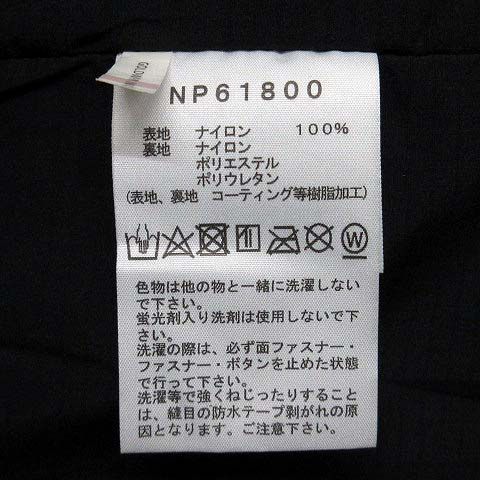 GOLDWIN
NP61800
表地 ナイロン 100%
裏地 ナイロン
ポリエステル
ポリウレタン
(表地、裏地 コーティング等樹脂加工)
W
色物は他の物と一緒に洗濯しない
で下さい。
蛍光剤入り洗剤は使用しないで下
さい。
洗濯の際は、必ず面ファスナー・
ファスナー・ボタンを止めた状態
で行って下さい。
洗濯等で強くねじったりすること
は、縫目の防水テープ剥がれの原
因となります。ご注意下さい。